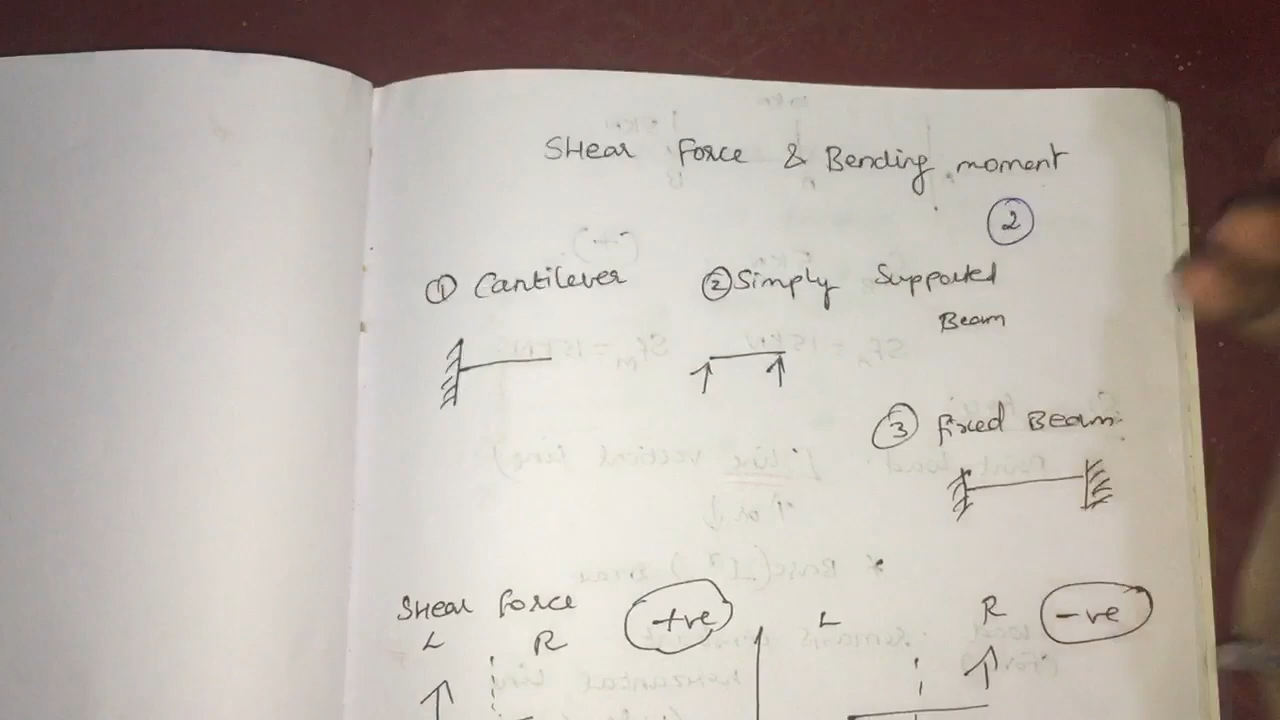 SHear Force & Bending moment
②
① Cantilever
② Simply Supported
Beam
③ fixed Beam
SHear force +ve
L R
L R -ve